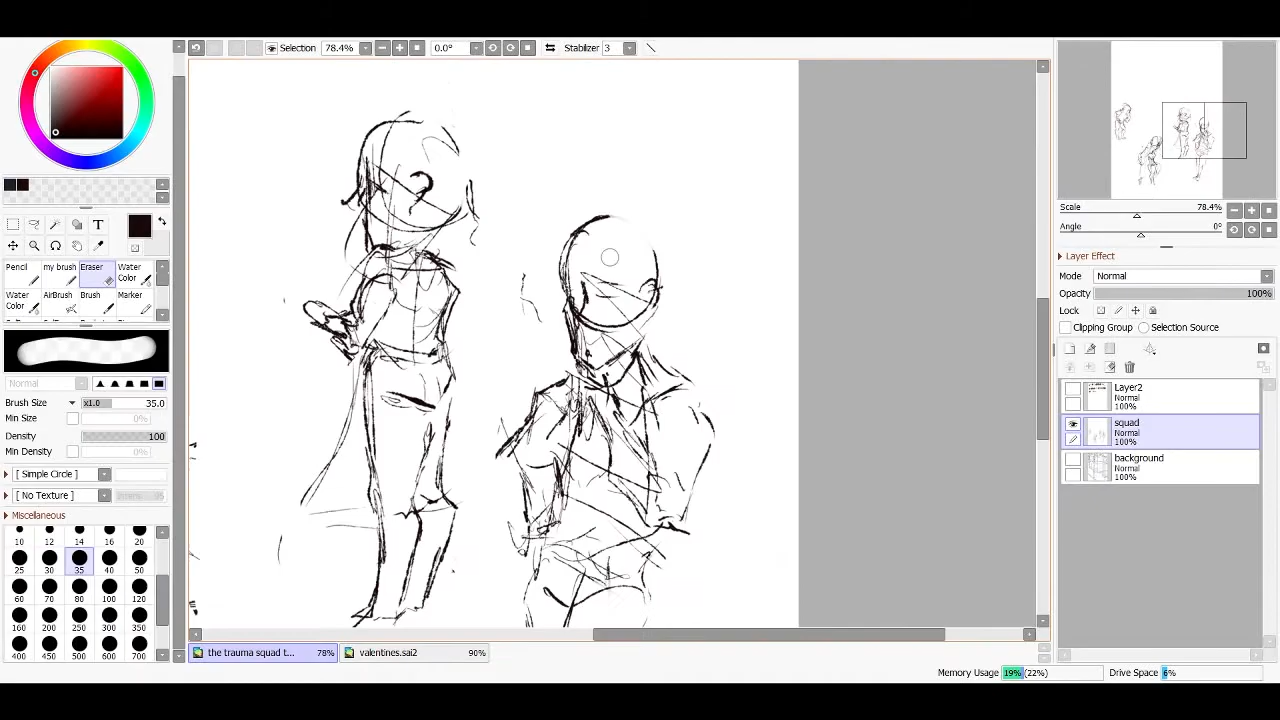 Selection 78.4% 0.0° Stabilizer 3
Scale 78.4%
Angle 0°
Layer Effect
Mode Normal
Opacity 100%
Lock
Clipping Group Selection Source
Layer2
Normal
100%
squad
Normal
100%
background
Normal
100%
T
Pencil my brush Eraser Water Color
Water Color AirBrush Brush Marker
Normal
Brush Size x1.0 35.0
Min Size 0%
Density 100
Min Density 0%
[ Simple Circle ]
[ No Texture ]
Miscellaneous
10 12 14 16 20
25 30 35 40 50
60 70 80 100 120
160 200 250 300 350
400 450 500 600 700
the trauma squad t... 78% valentines.sai2 90%
Memory Usage 19% (22%) Drive Space 6%